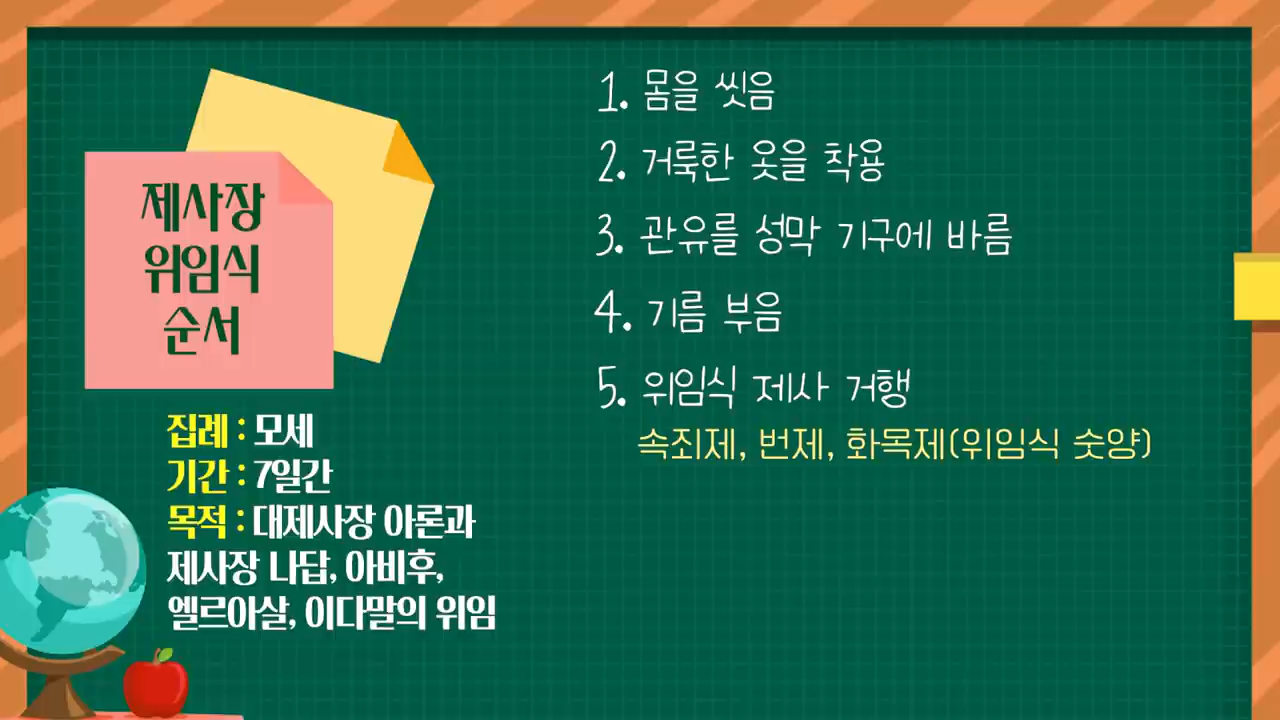 제사장
위임식
순서
집례 : 모세
기간 : 7일간
목적 : 대제사장 아론과
제사장 나답, 아비후,
엘르아살, 이다말의 위임
1. 몸을 씻음
2. 거룩한 옷을 착용
3. 관유를 성막 기구에 바름
4. 기름 부음
5. 위임식 제사 거행
속죄제, 번제, 화목제(위임식 숫양)